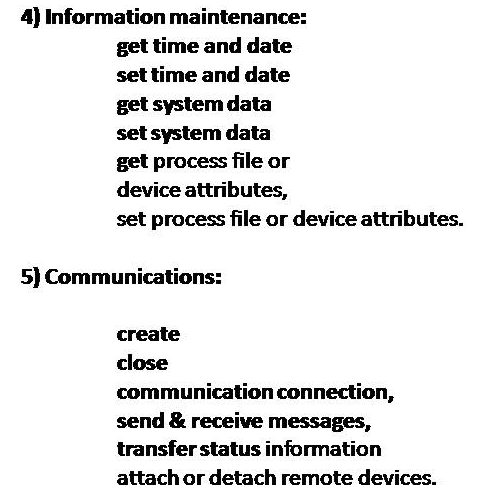 4) Information maintenance:
get time and date
set time and date
get system data
set system data
get process file or
device attributes,
set process file or device attributes.
5) Communications:
create
close
communication connection,
send & receive messages,
transfer status information
attach or detach remote devices.